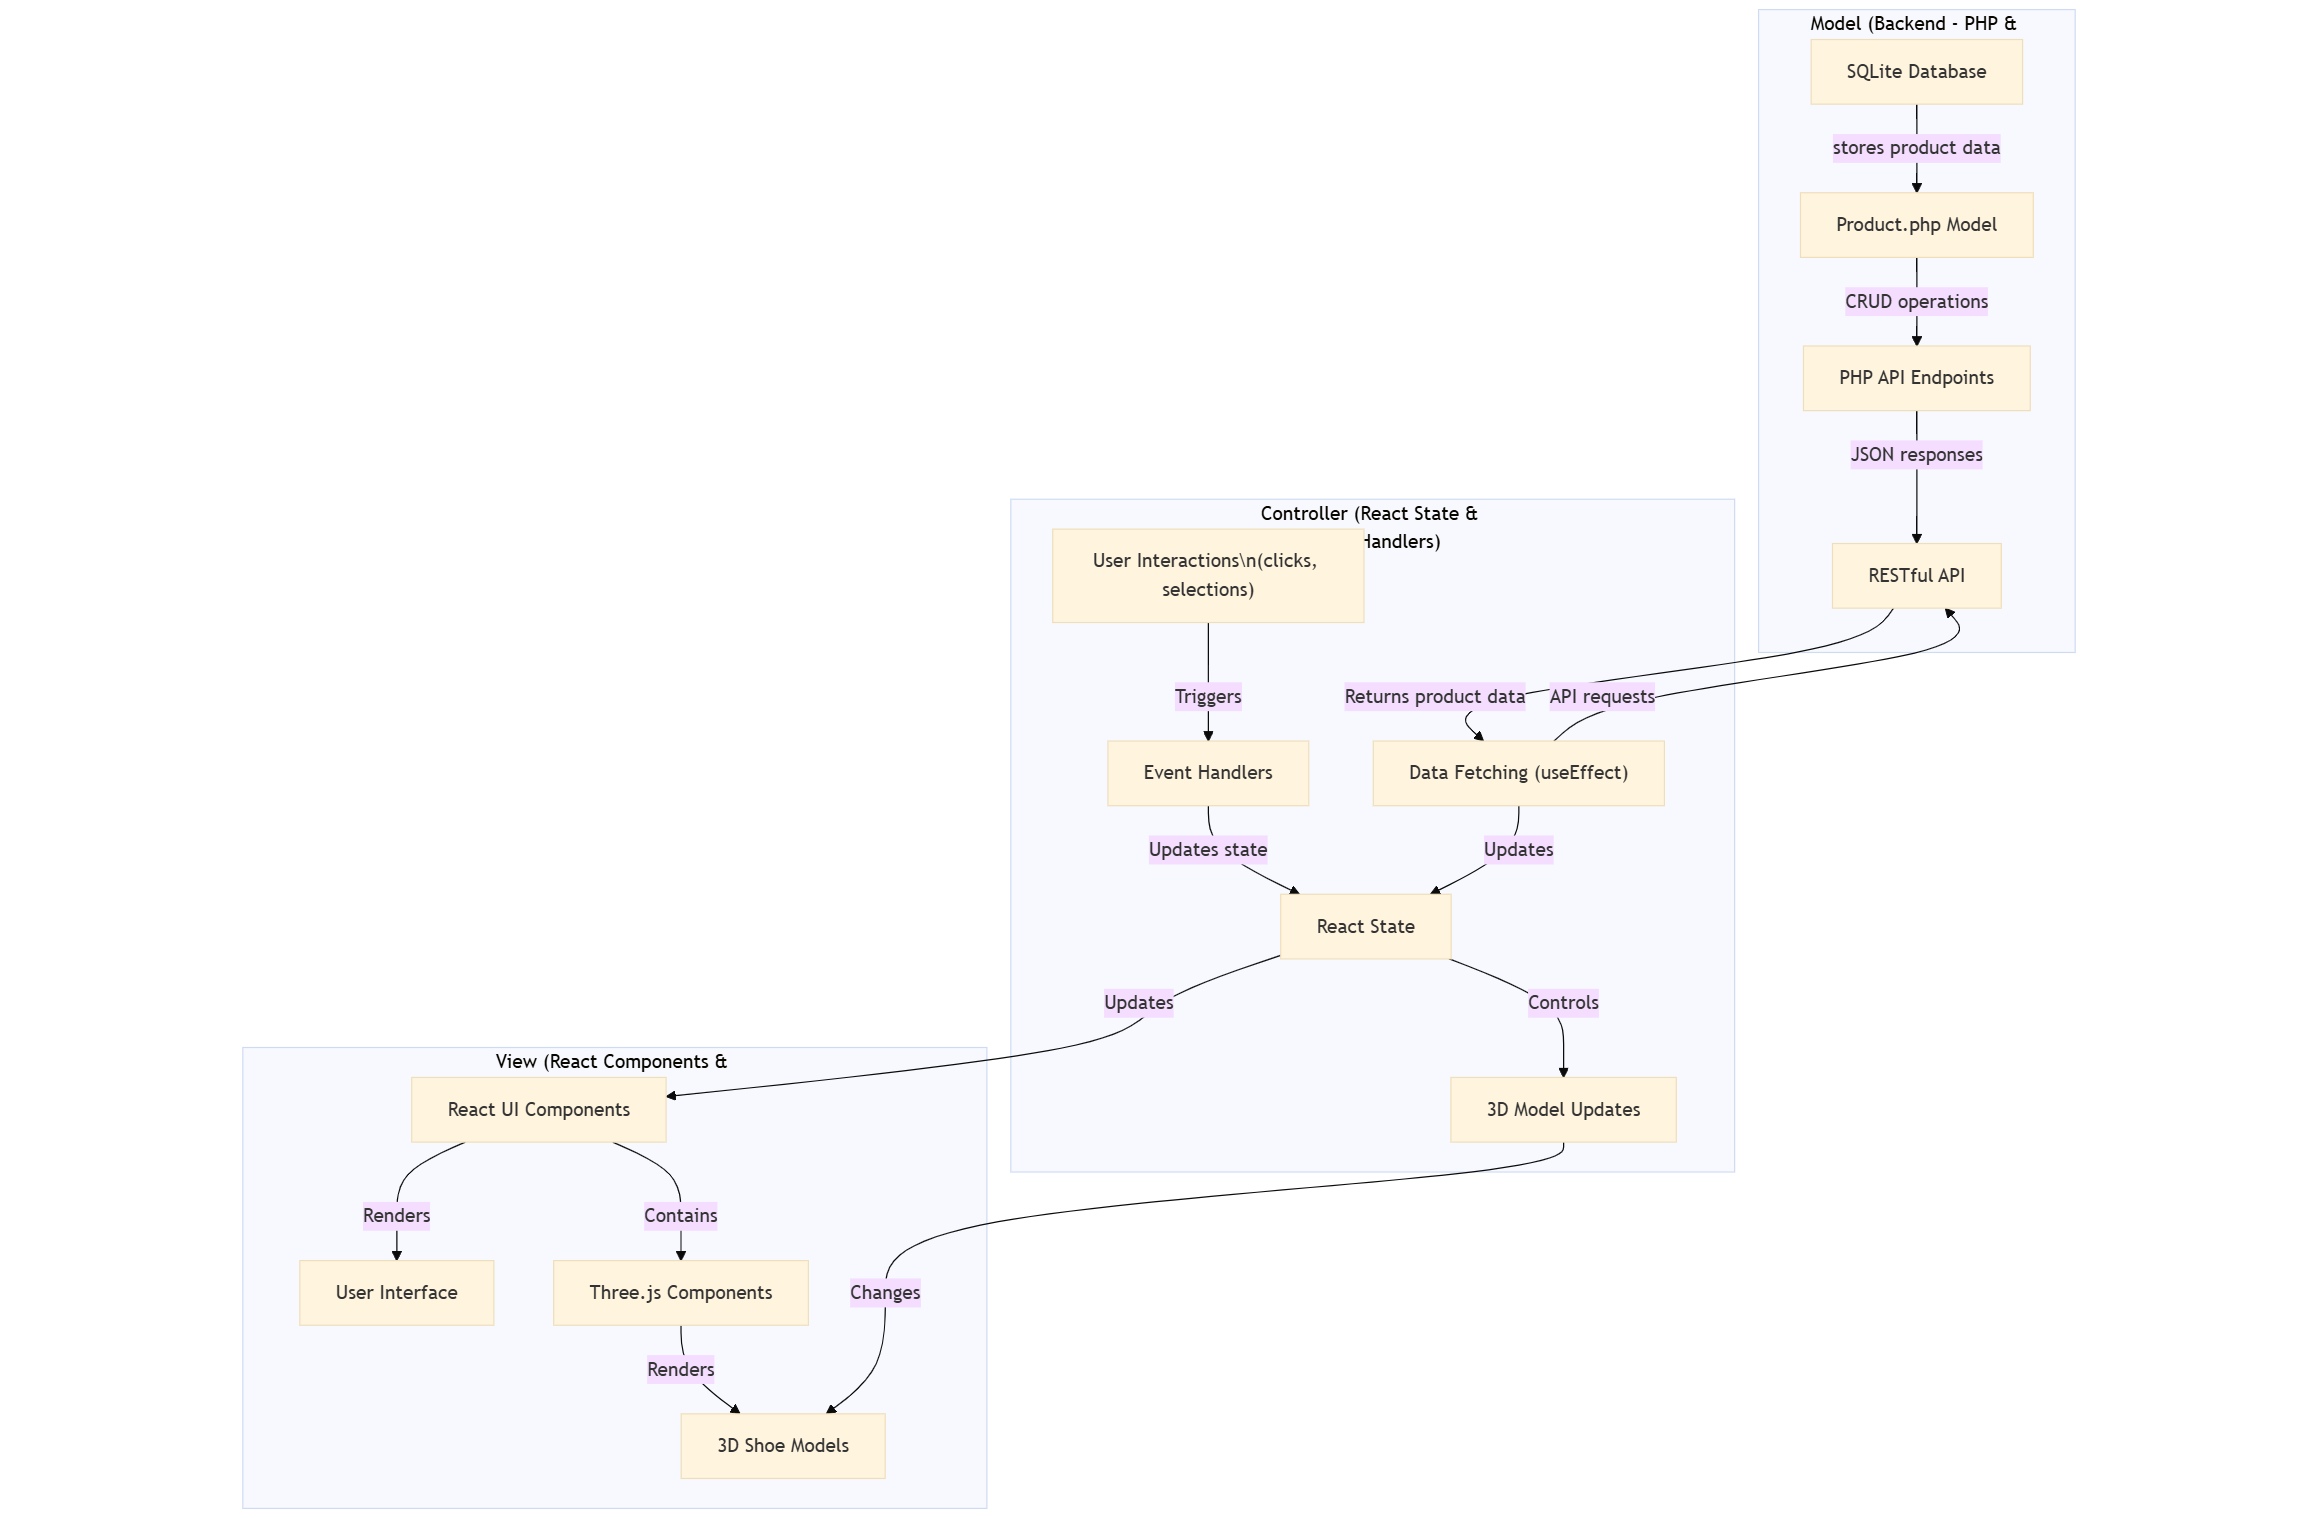 Model (Backend - PHP &
SQLite Database
stores product data
Product.php Model
CRUD operations
PHP API Endpoints
JSON responses
RESTful API
Controller (React State &
Handlers)
User Interactions\n(clicks,
selections)
Triggers
Returns product data
API requests
Event Handlers
Data Fetching (useEffect)
Updates state
Updates
React State
Updates
Controls
3D Model Updates
View (React Components &
React UI Components
Renders
Contains
User Interface
Three.js Components
Changes
Renders
3D Shoe Models